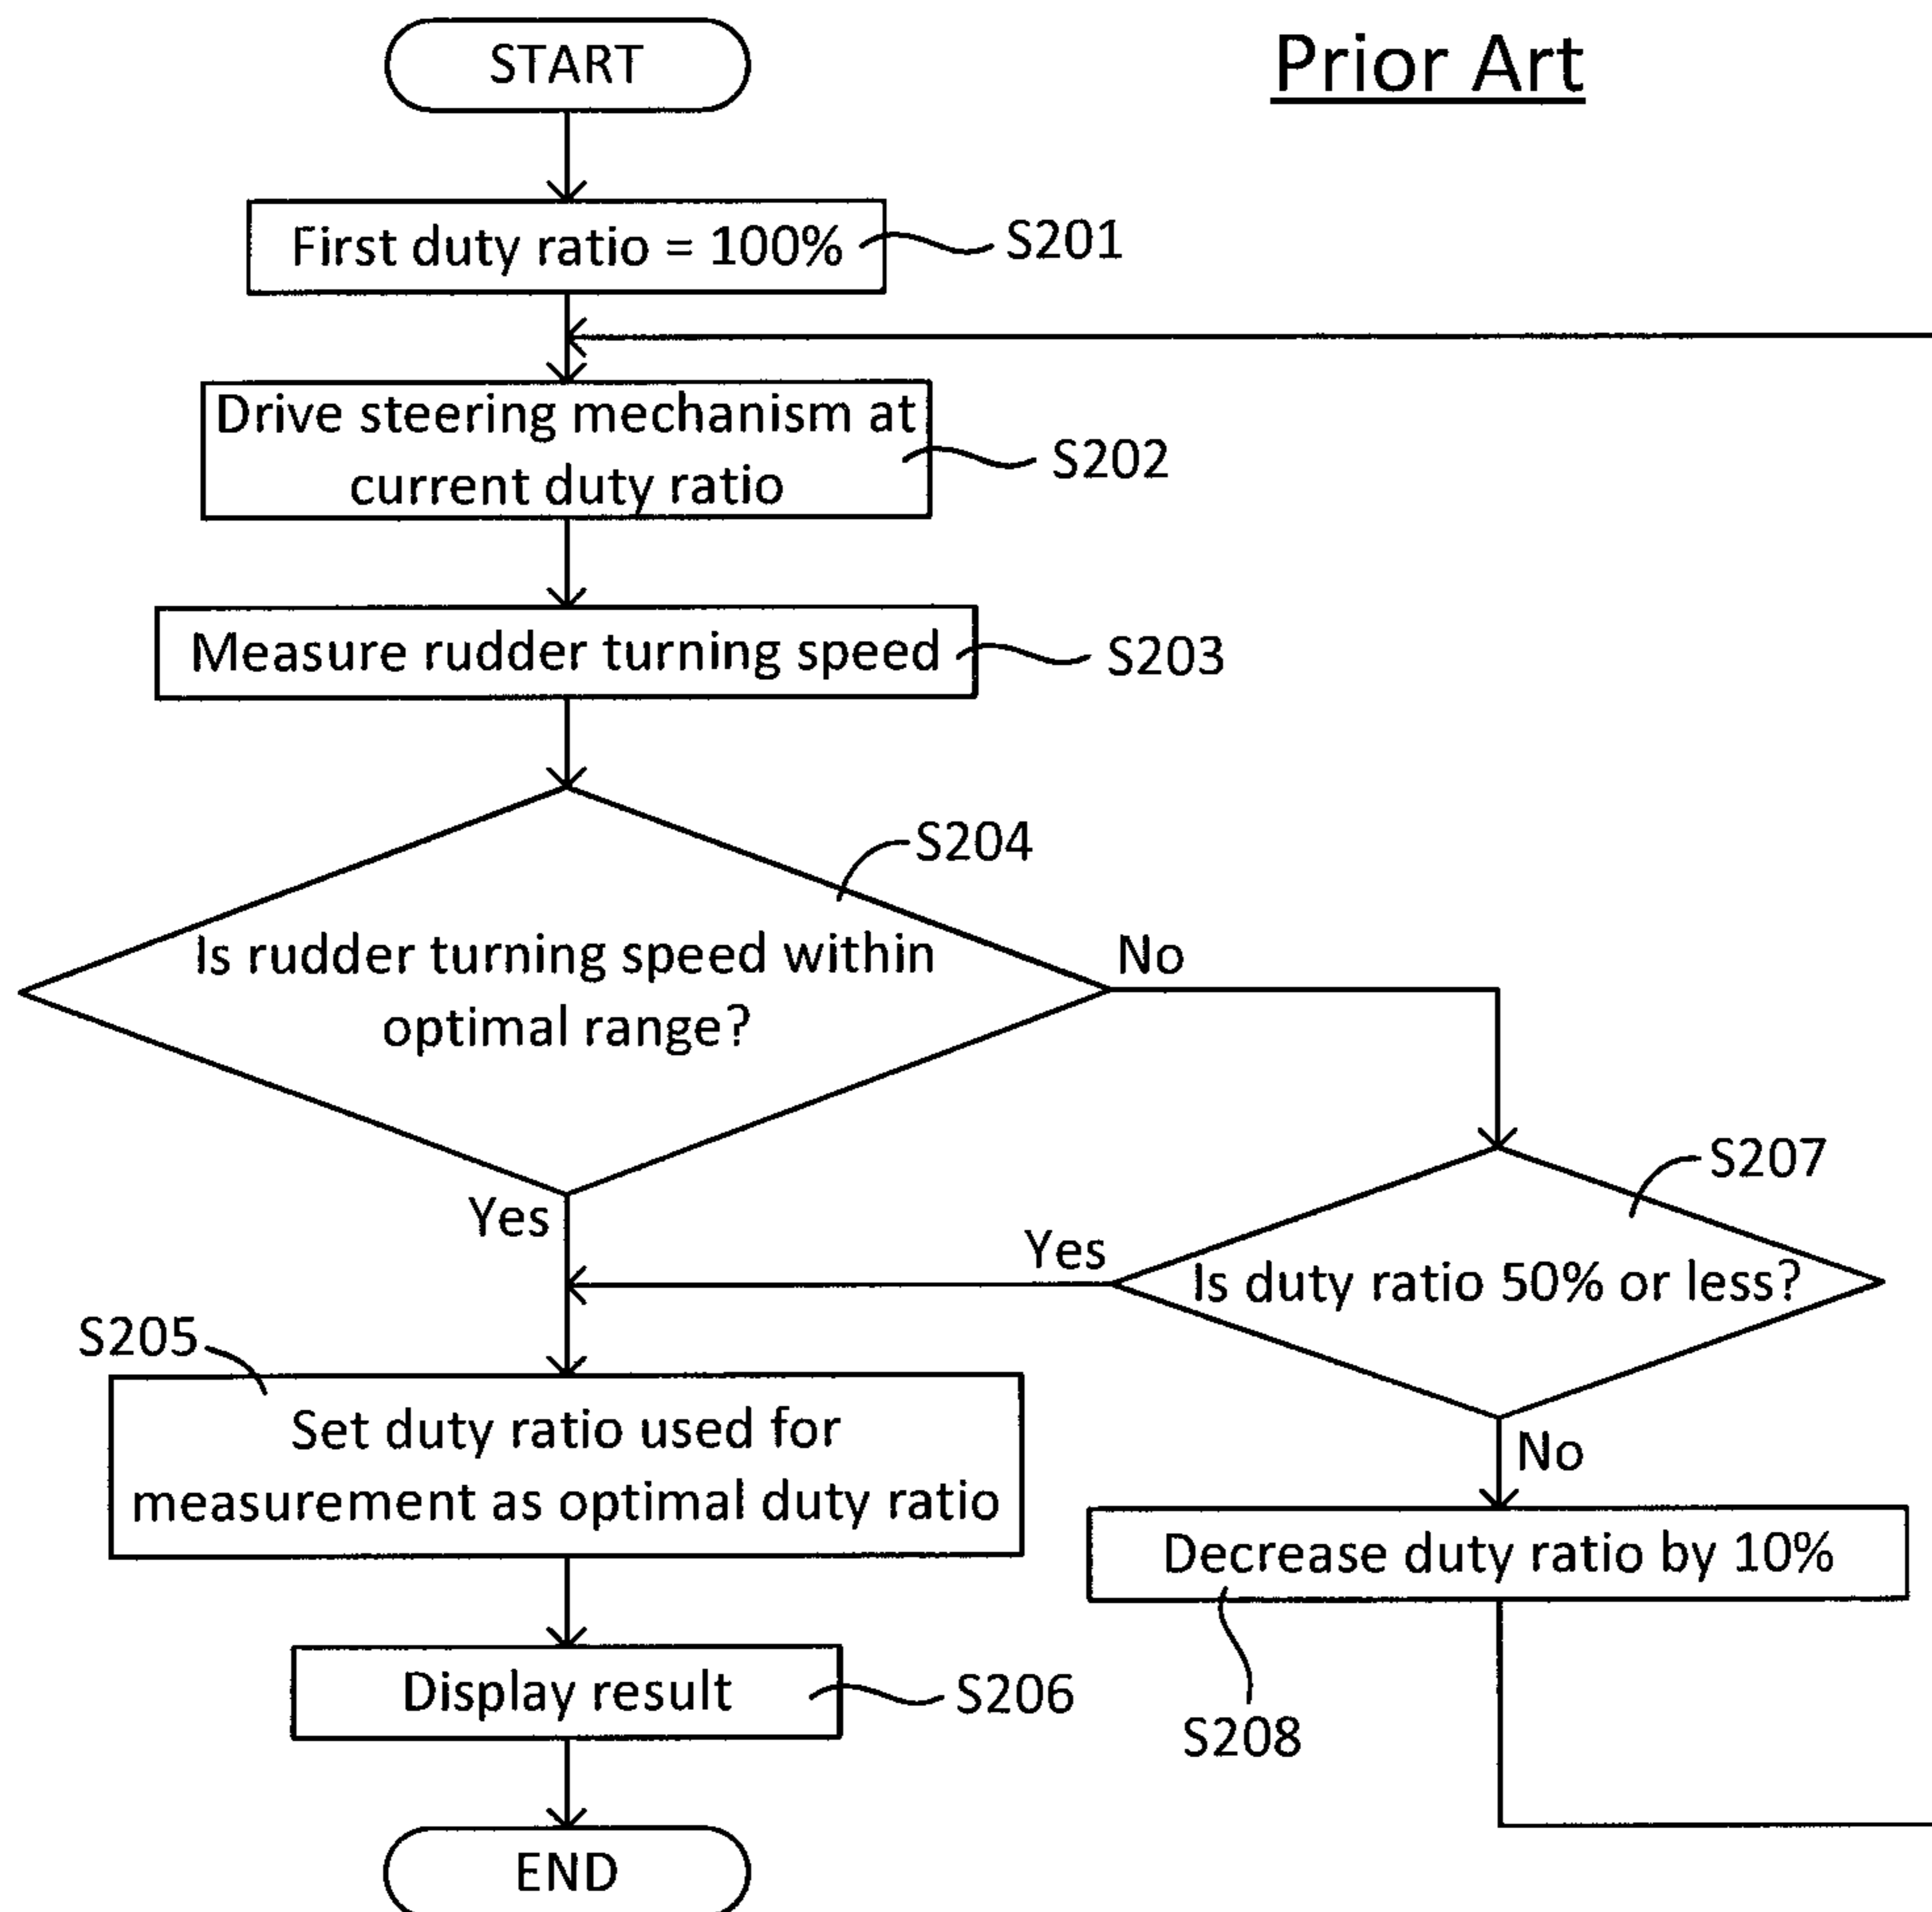 START
Prior Art
First duty ratio = 100%
S201
Drive steering mechanism at
current duty ratio
S202
Measure rudder turning speed
S203
S204
Is rudder turning speed within
optimal range?
No
Yes
S207
Is duty ratio 50% or less?
Yes
No
S205
Set duty ratio used for
measurement as optimal duty ratio
Decrease duty ratio by 10%
S208
Display result
S206
END